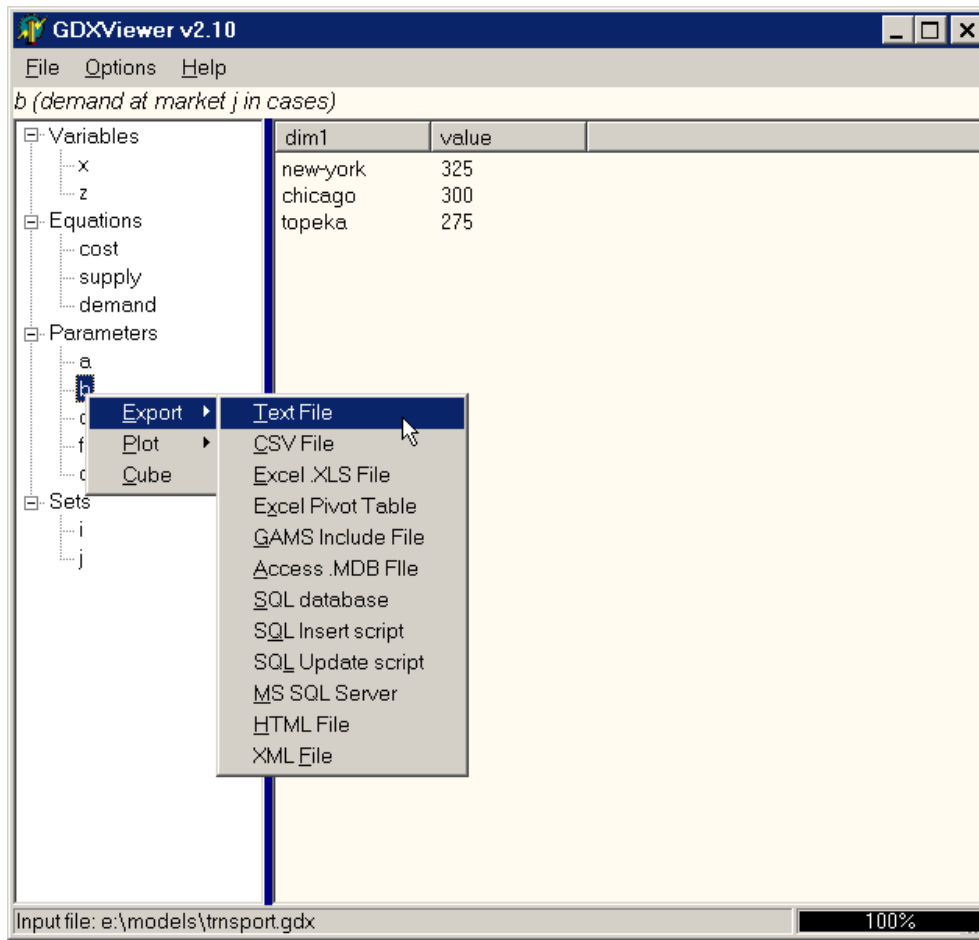 GDXViewer v2.10
File Options Help
b (demand at market j in cases)
Variables
x
z
Equations
cost
supply
demand
Parameters
a
b
f
Sets
i
j
dim1 value
new-york 325
chicago 300
topeka 275
Export
Plot
Cube
Text File
CSV File
Excel .XLS File
Excel Pivot Table
GAMS Include File
Access .MDB FIle
SQL database
SQL Insert script
SQL Update script
MS SQL Server
HTML File
XML File
Input file: e:\models\trnsport.gdx 100%